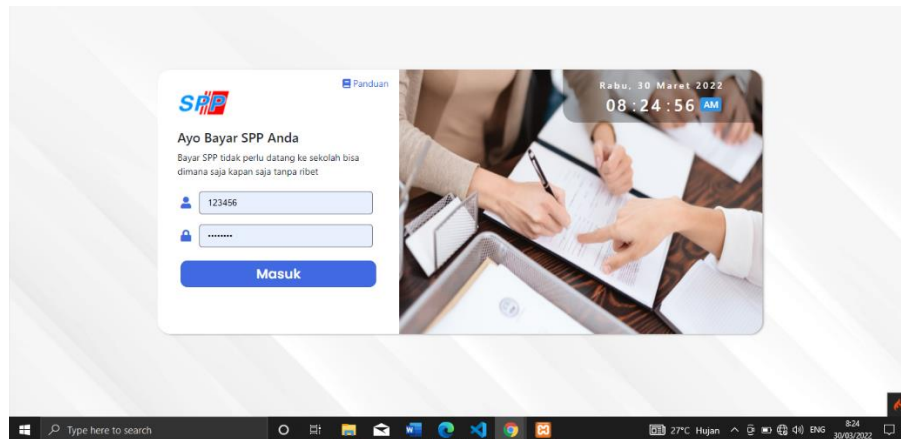 Panduan
SPP
Ayo Bayar SPP Anda
Bayar SPP tidak perlu datang ke sekolah bisa
dimana saja kapan saja tanpa ribet
123456
••••••••
Masuk
Rabu, 30 Maret 2022
08 : 24 : 56 AM
Type here to search
27°C Hujan
ENG
8:24
30/03/2022